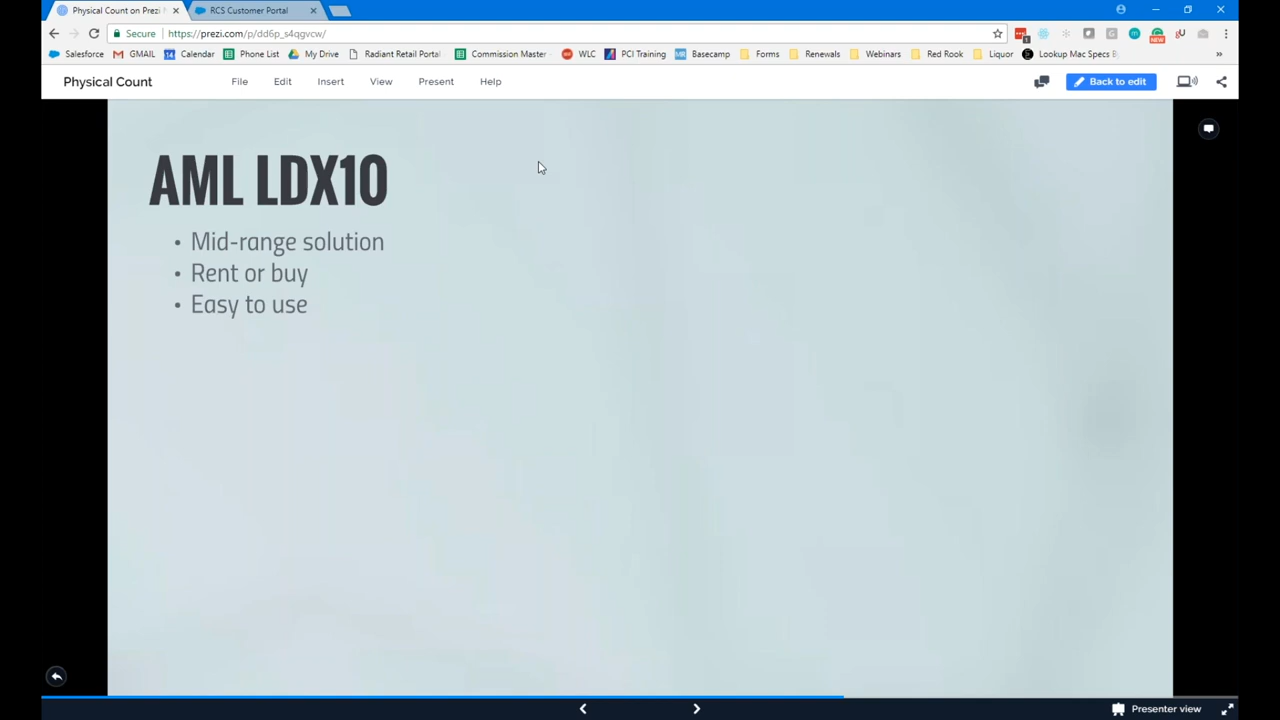 Physical Count on Prezi
RCS Customer Portal
Secure
https://prezi.com/p/dd6p_s4qgvcw/
Salesforce
GMAIL
Calendar
Phone List
My Drive
Radiant Retail Portal
Commission Master
WLC
PCI Training
Basecamp
Forms
Renewals
Webinars
Red Rook
Liquor
Lookup Mac Specs
Physical Count
File
Edit
Insert
View
Present
Help
Back to edit
AML LDX10
• Mid-range solution
• Rent or buy
• Easy to use
Presenter view